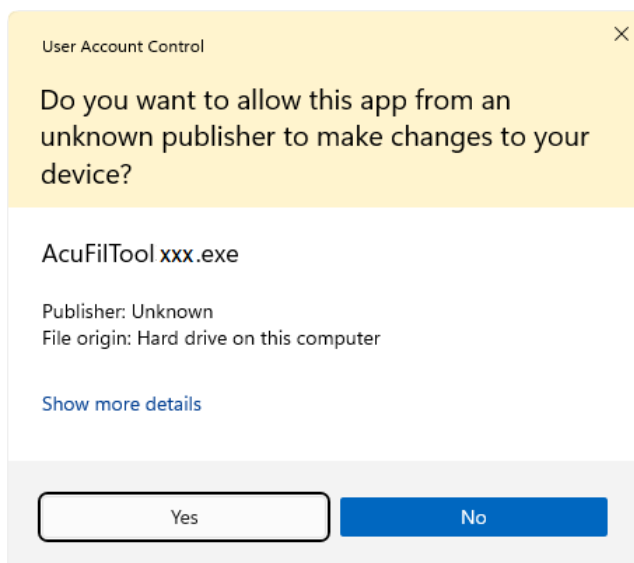 User Account Control
Do you want to allow this app from an
unknown publisher to make changes to your
device?
AcuFilTool xxx.exe
Publisher: Unknown
File origin: Hard drive on this computer
Show more details
Yes
No